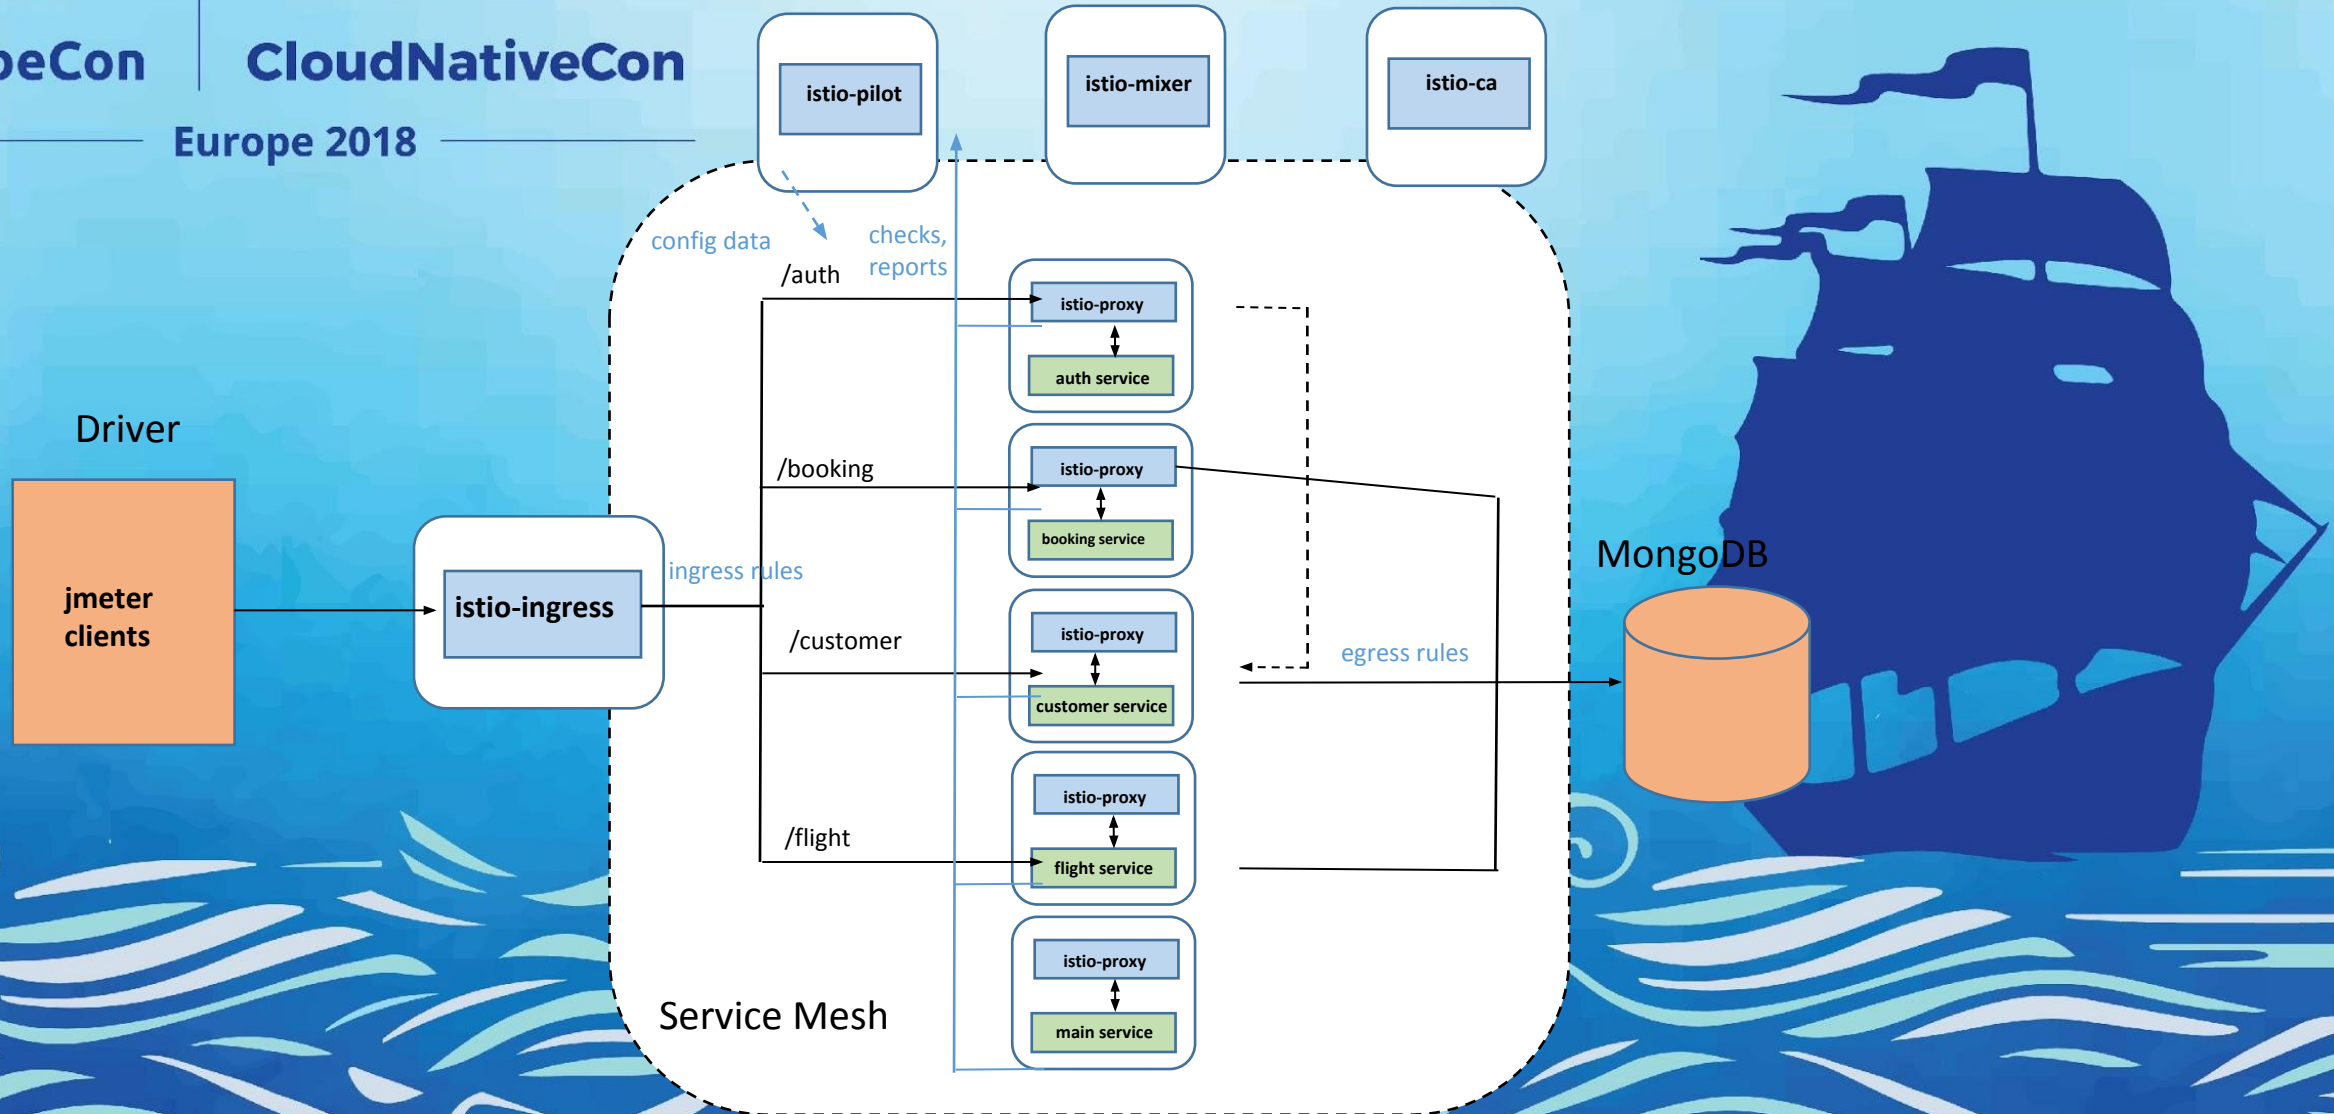 CloudNativeCon
Europe 2018
istio-pilot
istio-mixer
istio-ca
config data
checks,
reports
/auth
istio-proxy
auth service
Driver
/booking
istio-proxy
booking service
jmeter
clients
istio-ingress
ingress rules
/customer
istio-proxy
customer service
egress rules
MongoDB
/flight
istio-proxy
flight service
Service Mesh
istio-proxy
main service